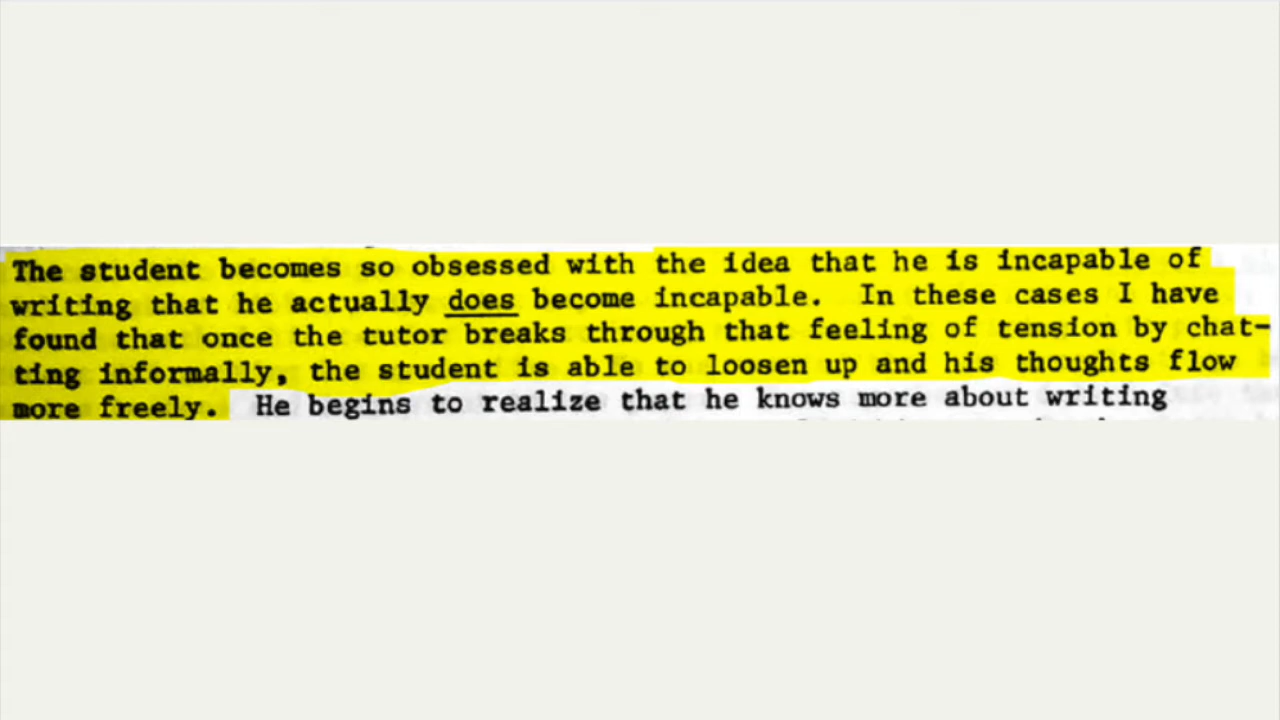 The student becomes so obsessed with the idea that he is incapable of
writing that he actually does become incapable.  In these cases I have
found that once the tutor breaks through that feeling of tension by chat-
ting informally, the student is able to loosen up and his thoughts flow
more freely.  He begins to realize that he knows more about writing